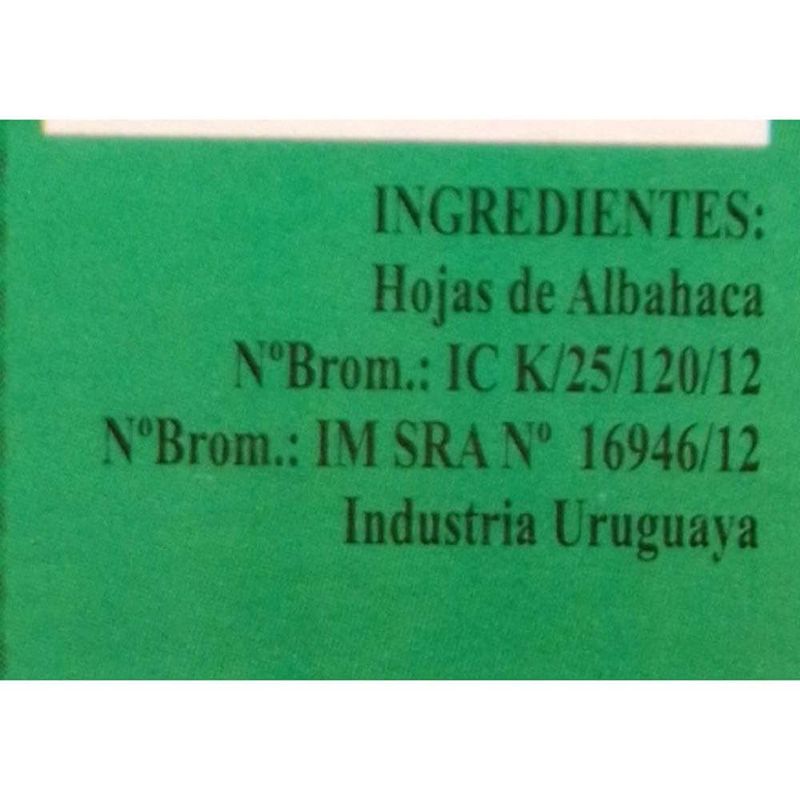 INGREDIENTES:
Hojas de Albahaca
NºBrom.: IC K/25/120/12
NºBrom.: IM SRA Nº 16946/12
Industria Uruguaya